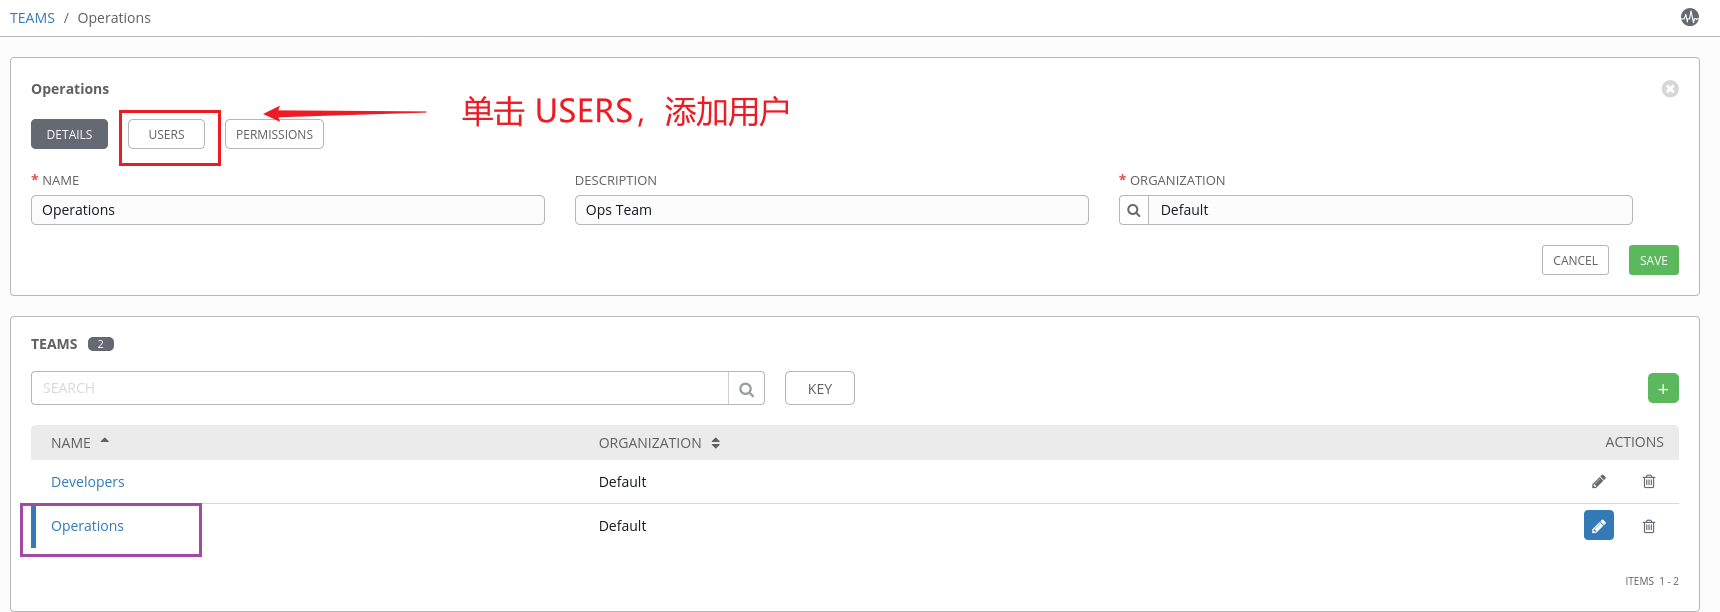 TEAMS / Operations
Operations
单击 USERS，添加用户
DETAILS USERS PERMISSIONS
* NAME DESCRIPTION * ORGANIZATION
Operations Ops Team Default
CANCEL SAVE
TEAMS 2
SEARCH KEY +
NAME ORGANIZATION ACTIONS
Developers Default
Operations Default
ITEMS 1 - 2